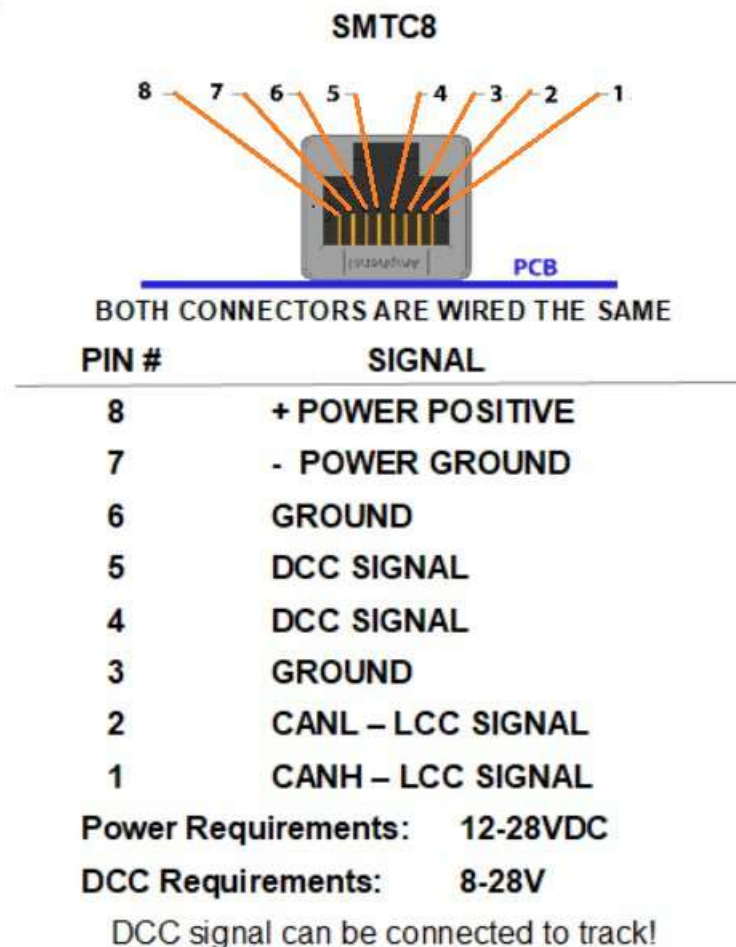 SMTC8
8 7 6 5 4 3 2 1
Amphenol
PCB
BOTH CONNECTORS ARE WIRED THE SAME
PIN # SIGNAL
8 + POWER POSITIVE
7 - POWER GROUND
6 GROUND
5 DCC SIGNAL
4 DCC SIGNAL
3 GROUND
2 CANL – LCC SIGNAL
1 CANH – LCC SIGNAL
Power Requirements: 12-28VDC
DCC Requirements: 8-28V
DCC signal can be connected to track!